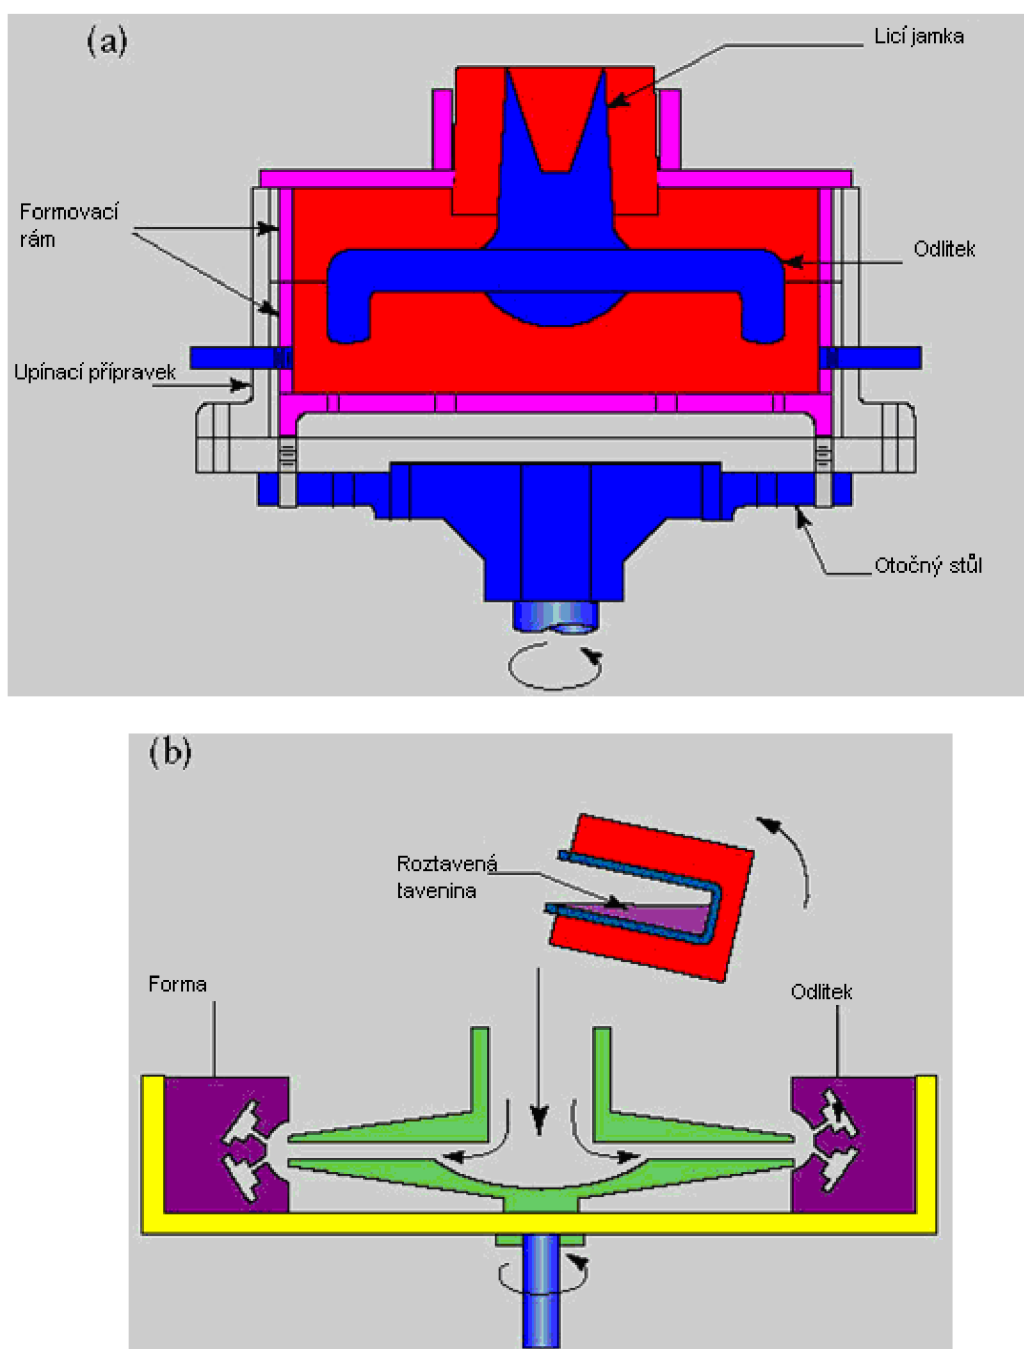 (a)
Licí jamka
Formovací
rám
Odlitek
Upínací přípravek
Otočný stůl
(b)
Roztavená
tavenina
Forma
Odlitek